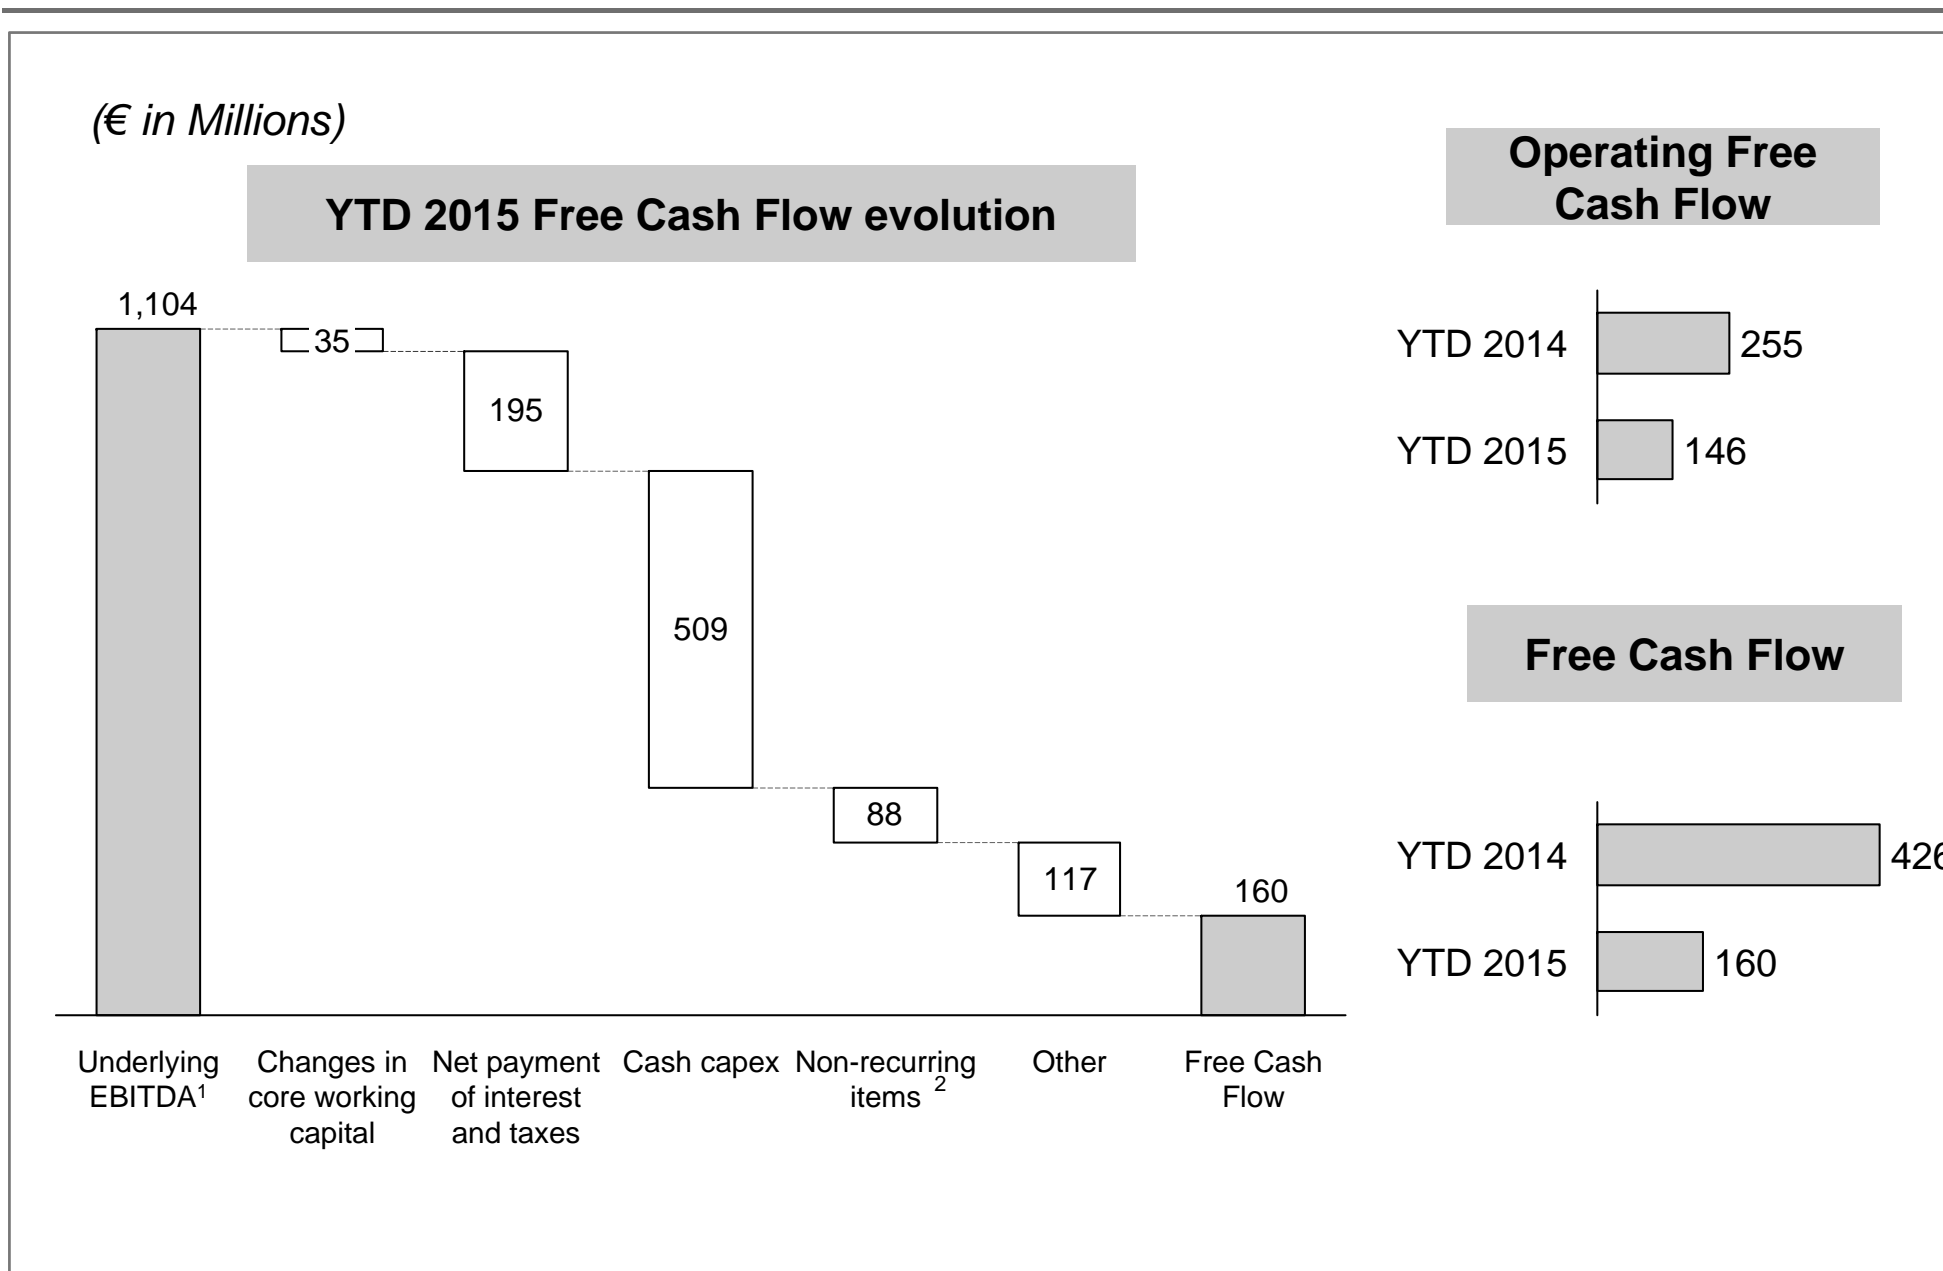 (€ in Millions)
YTD 2015 Free Cash Flow evolution
1,104
35
195
509
88
117
160
Underlying
EBITDA1
Changes in
core working
capital
Net payment
of interest
and taxes
Cash capex
Non-recurring
items 2
Other
Free Cash
Flow
Operating Free
Cash Flow
YTD 2014 255
YTD 2015 146
Free Cash Flow
YTD 2014 426
YTD 2015 160